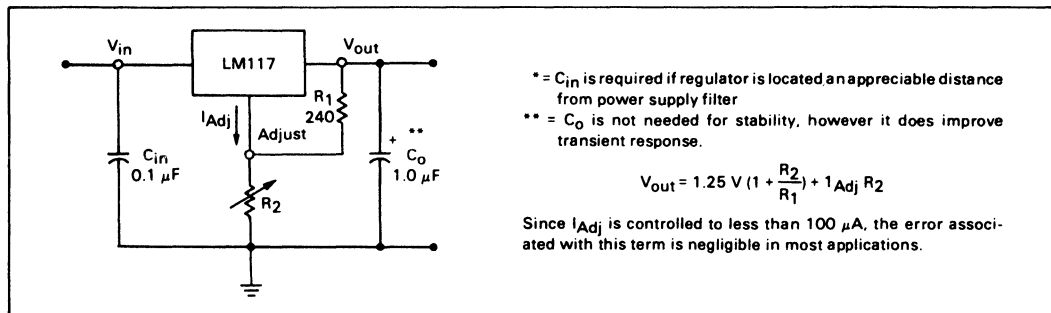 Vin
LM117
Vout
R1
240
IAdj
Adjust
+ **
Cin
0.1 μF
Co
1.0 μF
R2
* = Cin is required if regulator is located an appreciable distance
from power supply filter
** = Co is not needed for stability, however it does improve
transient response.
Vout = 1.25 V (1 + R2/R1) + 1Adj R2
Since IAdj is controlled to less than 100 μA, the error associ-
ated with this term is negligible in most applications.